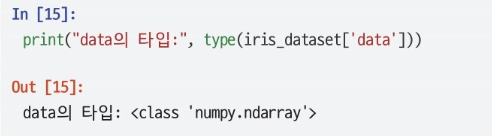 In [15]:
print("data의 타입:", type(iris_dataset['data']))
Out [15]:
data의 타입: <class 'numpy.ndarray'>